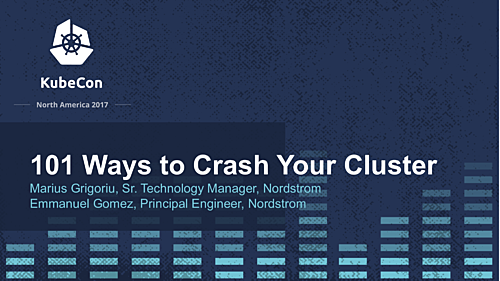 KubeCon
North America 2017
101 Ways to Crash Your Cluster
Marius Grigoriu, Sr. Technology Manager, Nordstrom
Emmanuel Gomez, Principal Engineer, Nordstrom